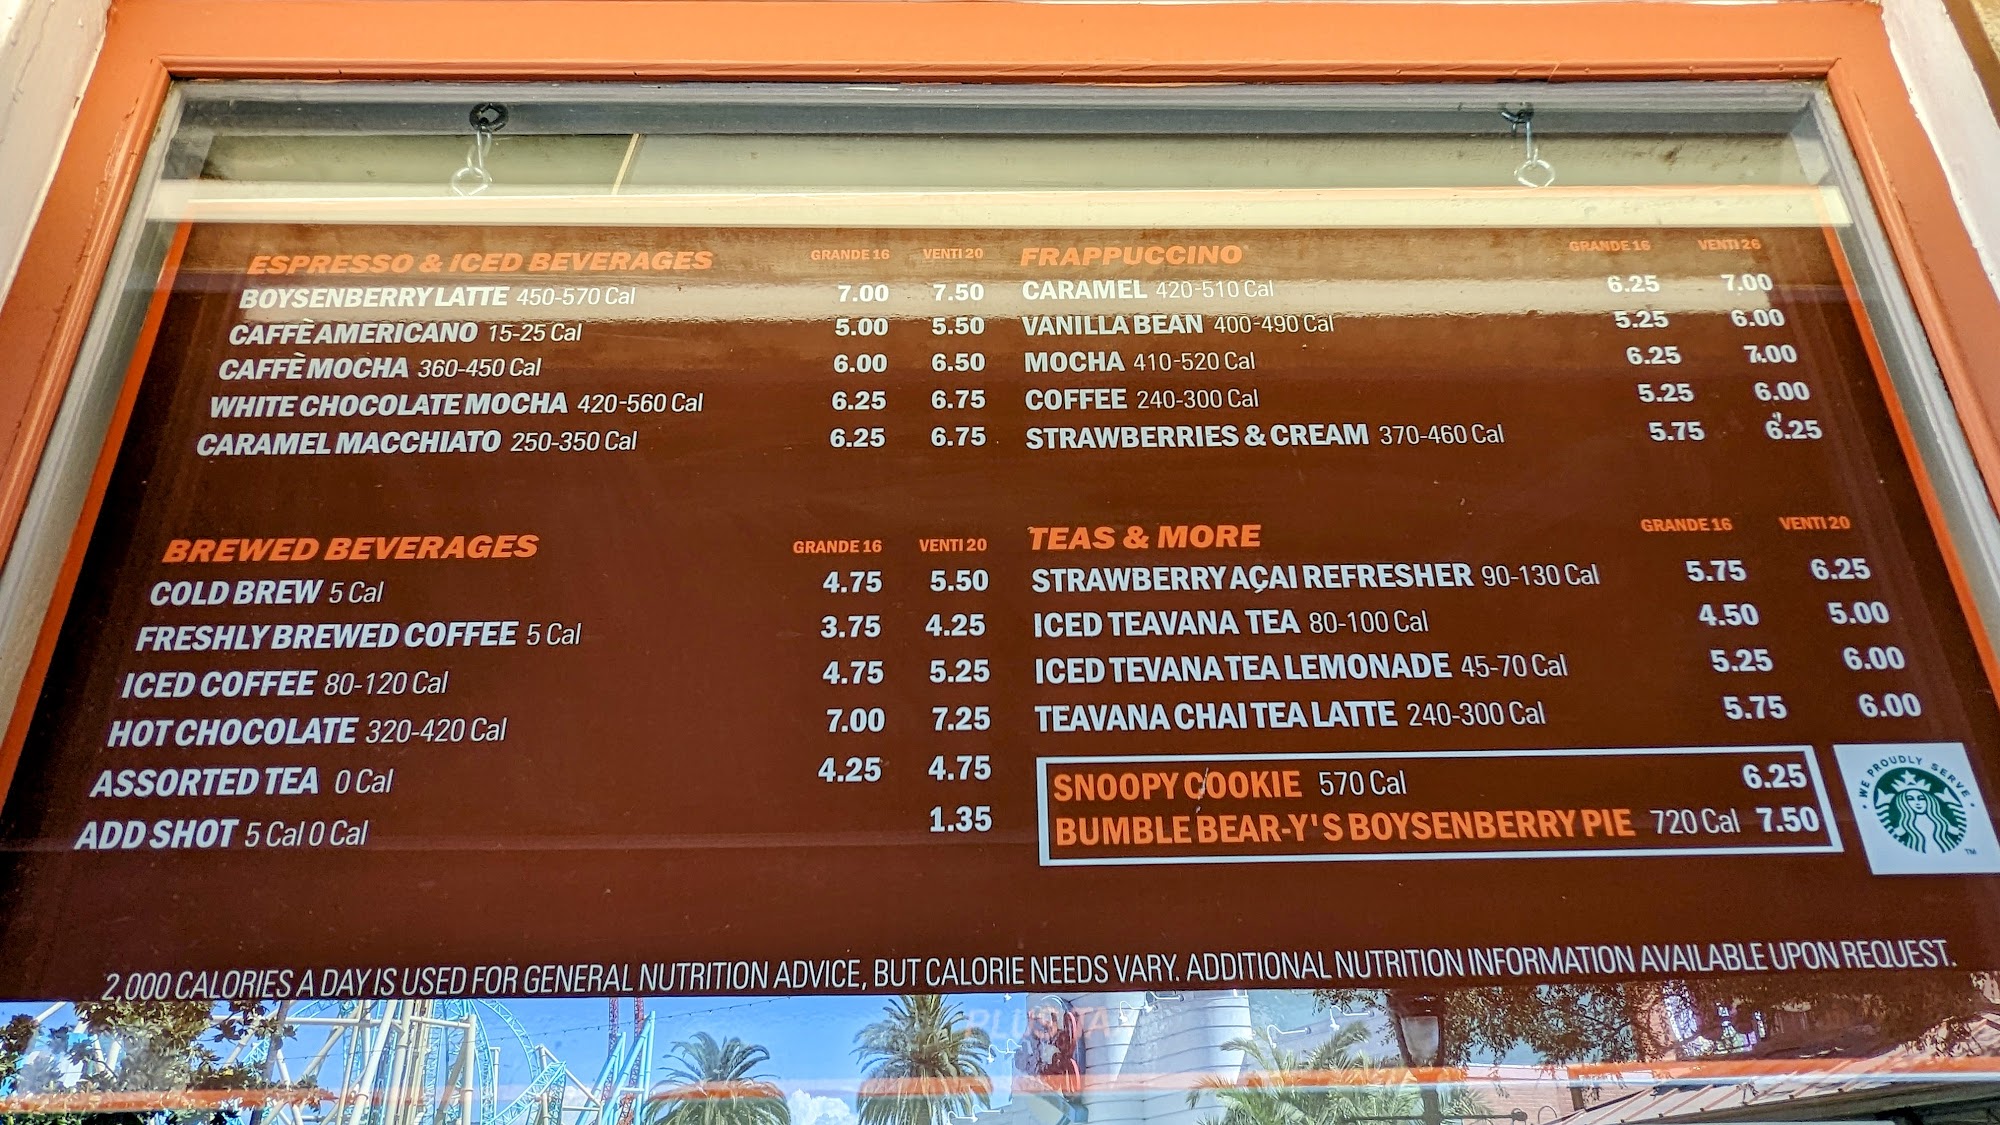 ESPRESSO & ICED BEVERAGES GRANDE 16 VENTI 20
BOYSENBERRY LATTE 450-570 Cal 7.00 7.50
CAFFÈ AMERICANO 15-25 Cal 5.00 5.50
CAFFÈ MOCHA 360-450 Cal 6.00 6.50
WHITE CHOCOLATE MOCHA 420-560 Cal 6.25 6.75
CARAMEL MACCHIATO 250-350 Cal 6.25 6.75
FRAPPUCCINO GRANDE 16 VENTI 26
CARAMEL 420-510 Cal 6.25 7.00
VANILLA BEAN 400-490 Cal 5.25 6.00
MOCHA 410-520 Cal 6.25 7.00
COFFEE 240-300 Cal 5.25 6.00
STRAWBERRIES & CREAM 370-460 Cal 5.75 6.25
BREWED BEVERAGES GRANDE 16 VENTI 20
COLD BREW 5 Cal 4.75 5.50
FRESHLY BREWED COFFEE 5 Cal 3.75 4.25
ICED COFFEE 80-120 Cal 4.75 5.25
HOT CHOCOLATE 320-420 Cal 7.00 7.25
ASSORTED TEA 0 Cal 4.25 4.75
ADD SHOT 5 Cal 0 Cal 1.35
TEAS & MORE GRANDE 16 VENTI 20
STRAWBERRY AÇAI REFRESHER 90-130 Cal 5.75 6.25
ICED TEAVANA TEA 80-100 Cal 4.50 5.00
ICED TEVANA TEA LEMONADE 45-70 Cal 5.25 6.00
TEAVANA CHAI TEA LATTE 240-300 Cal 5.75 6.00
SNOOPY COOKIE 570 Cal 6.25
BUMBLE BEAR-Y'S BOYSENBERRY PIE 720 Cal 7.50
WE PROUDLY SERVE
TM
2,000 CALORIES A DAY IS USED FOR GENERAL NUTRITION ADVICE, BUT CALORIE NEEDS VARY. ADDITIONAL NUTRITION INFORMATION AVAILABLE UPON REQUEST.
PLUS TA